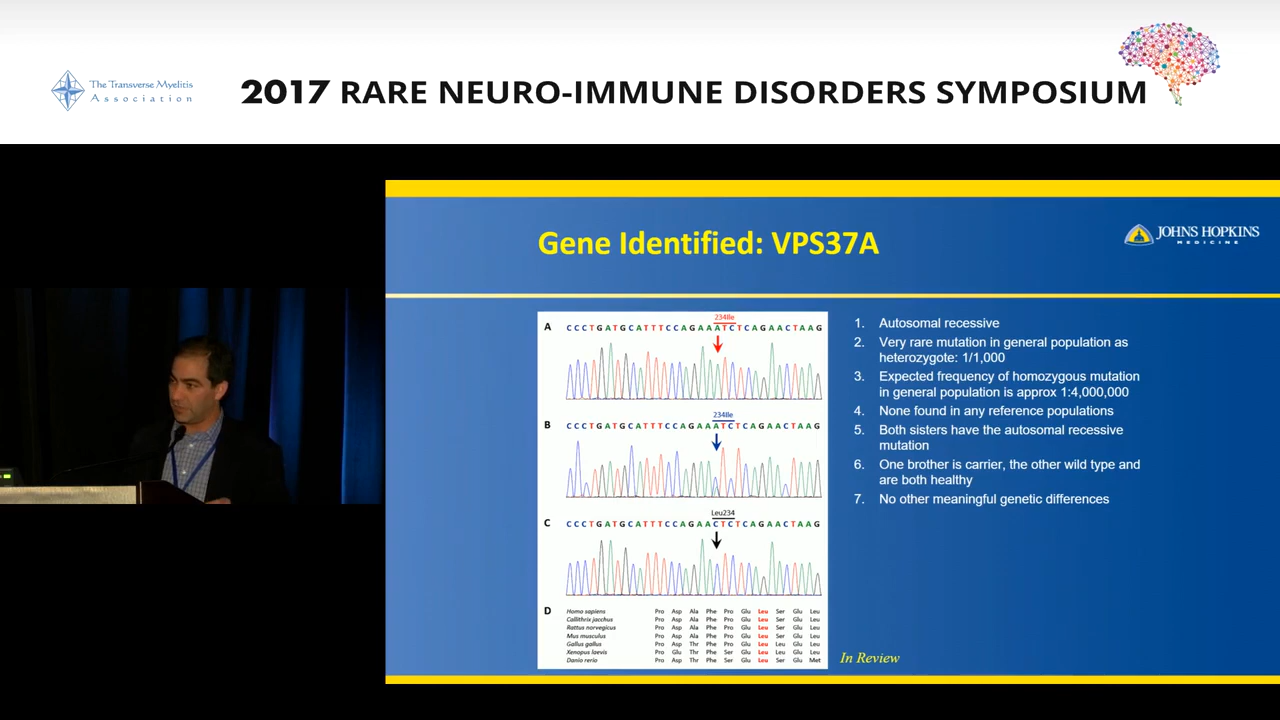 The Transverse Myelitis
Association
2017 RARE NEURO-IMMUNE DISORDERS SYMPOSIUM
Gene Identified: VPS37A
JOHNS HOPKINS
MEDICINE
234Ile
A CCCTGATGCATTTCCAGAAATCTCAGAACTAAG
234Ile
B CCCTGATGCATTTCCAGAAATCTCAGAACTAAG
Leu234
C CCCTGATGCATTTCCAGAACTCTCAGAACTAAG
D Homo sapiens Pro Asp Ala Phe Pro Glu Leu Ser Glu Leu
Callithrix jacchus Pro Asp Ala Phe Pro Glu Leu Ser Glu Leu
Rattus norvegicus Pro Asp Ala Phe Pro Glu Leu Ser Glu Leu
Mus musculus Pro Asp Ala Phe Pro Glu Leu Ser Glu Leu
Gallus gallus Pro Asp Thr Phe Pro Glu Leu Ser Glu Leu
Xenopus laevis Pro Glu Thr Phe Ser Glu Leu Leu Glu Leu
Danio rerio Pro Asp Thr Phe Ser Glu Leu Ser Glu Met
1. Autosomal recessive
2. Very rare mutation in general population as
heterozygote: 1/1,000
3. Expected frequency of homozygous mutation
in general population is approx 1:4,000,000
4. None found in any reference populations
5. Both sisters have the autosomal recessive
mutation
6. One brother is carrier, the other wild type and
are both healthy
7. No other meaningful genetic differences
In Review